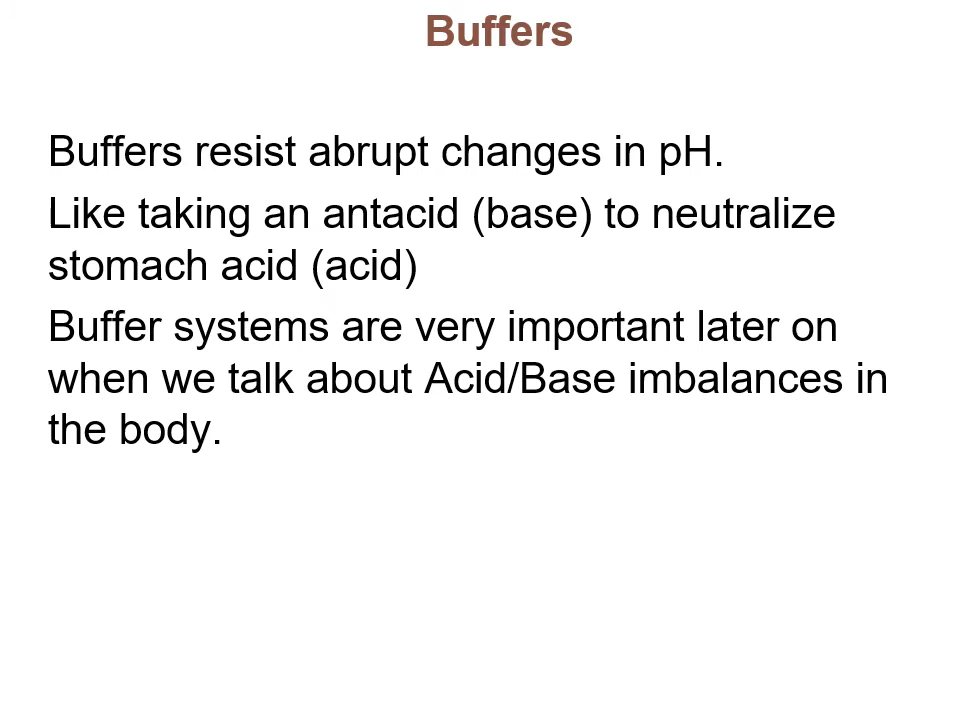 Buffers
Buffers resist abrupt changes in pH.
Like taking an antacid (base) to neutralize
stomach acid (acid)
Buffer systems are very important later on
when we talk about Acid/Base imbalances in
the body.